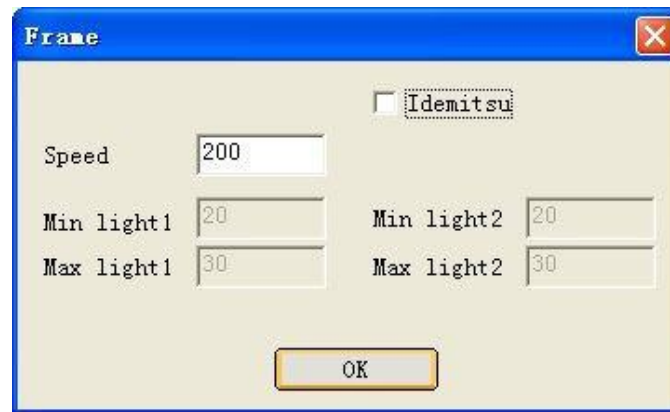 Frame
Idemitsu
Speed 200
Min light1 20 Min light2 20
Max light1 30 Max light2 30
OK